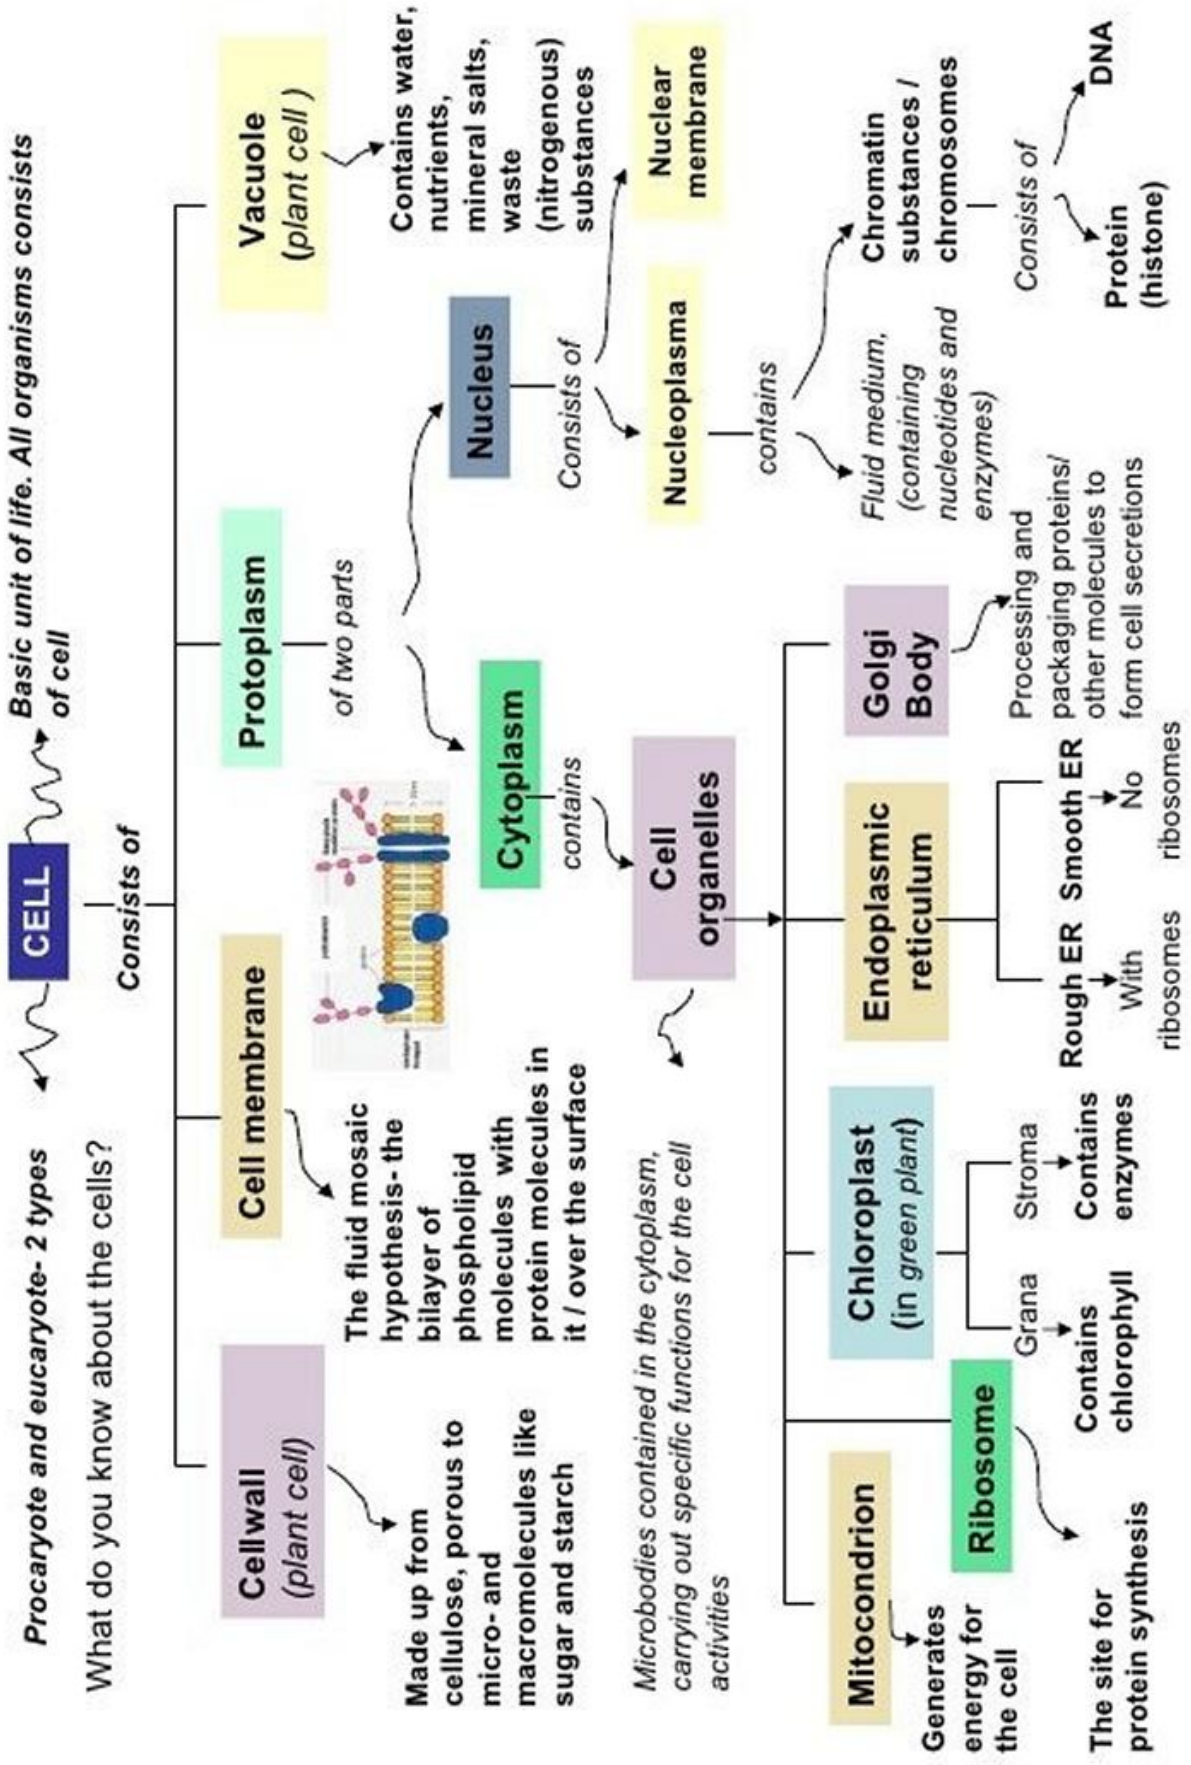 CELL
Basic unit of life. All organisms consists
of cell
Procaryote and eucaryote- 2 types
What do you know about the cells?
Consists of
Cellwall
(plant cell)
Made up from
cellulose, porous to
micro- and
macromolecules like
sugar and starch
Cell membrane
The fluid mosaic
hypothesis- the
bilayer of
phospholipid
molecules with
protein molecules in
it / over the surface
Protoplasm
of two parts
Vacuole
(plant cell )
Contains water,
nutrients,
mineral salts,
waste
(nitrogenous)
substances
Cytoplasm
contains
Nucleus
Consists of
Nucleoplasma
Nuclear
membrane
contains
Fluid medium,
(containing
nucleotides and
enzymes)
Chromatin
substances /
chromosomes
Consists of
Protein
(histone)
DNA
Cell
organelles
Microbodies contained in the cytoplasm,
carrying out specific functions for the cell
activities
Mitocondrion
Generates
energy for
the cell
Ribosome
The site for
protein synthesis
Chloroplast
(in green plant)
Grana
Contains
chlorophyll
Stroma
Contains
enzymes
Endoplasmic
reticulum
Rough ER
With
ribosomes
Smooth ER
No
ribosomes
Golgi
Body
Processing and
packaging proteins/
other molecules to
form cell secretions